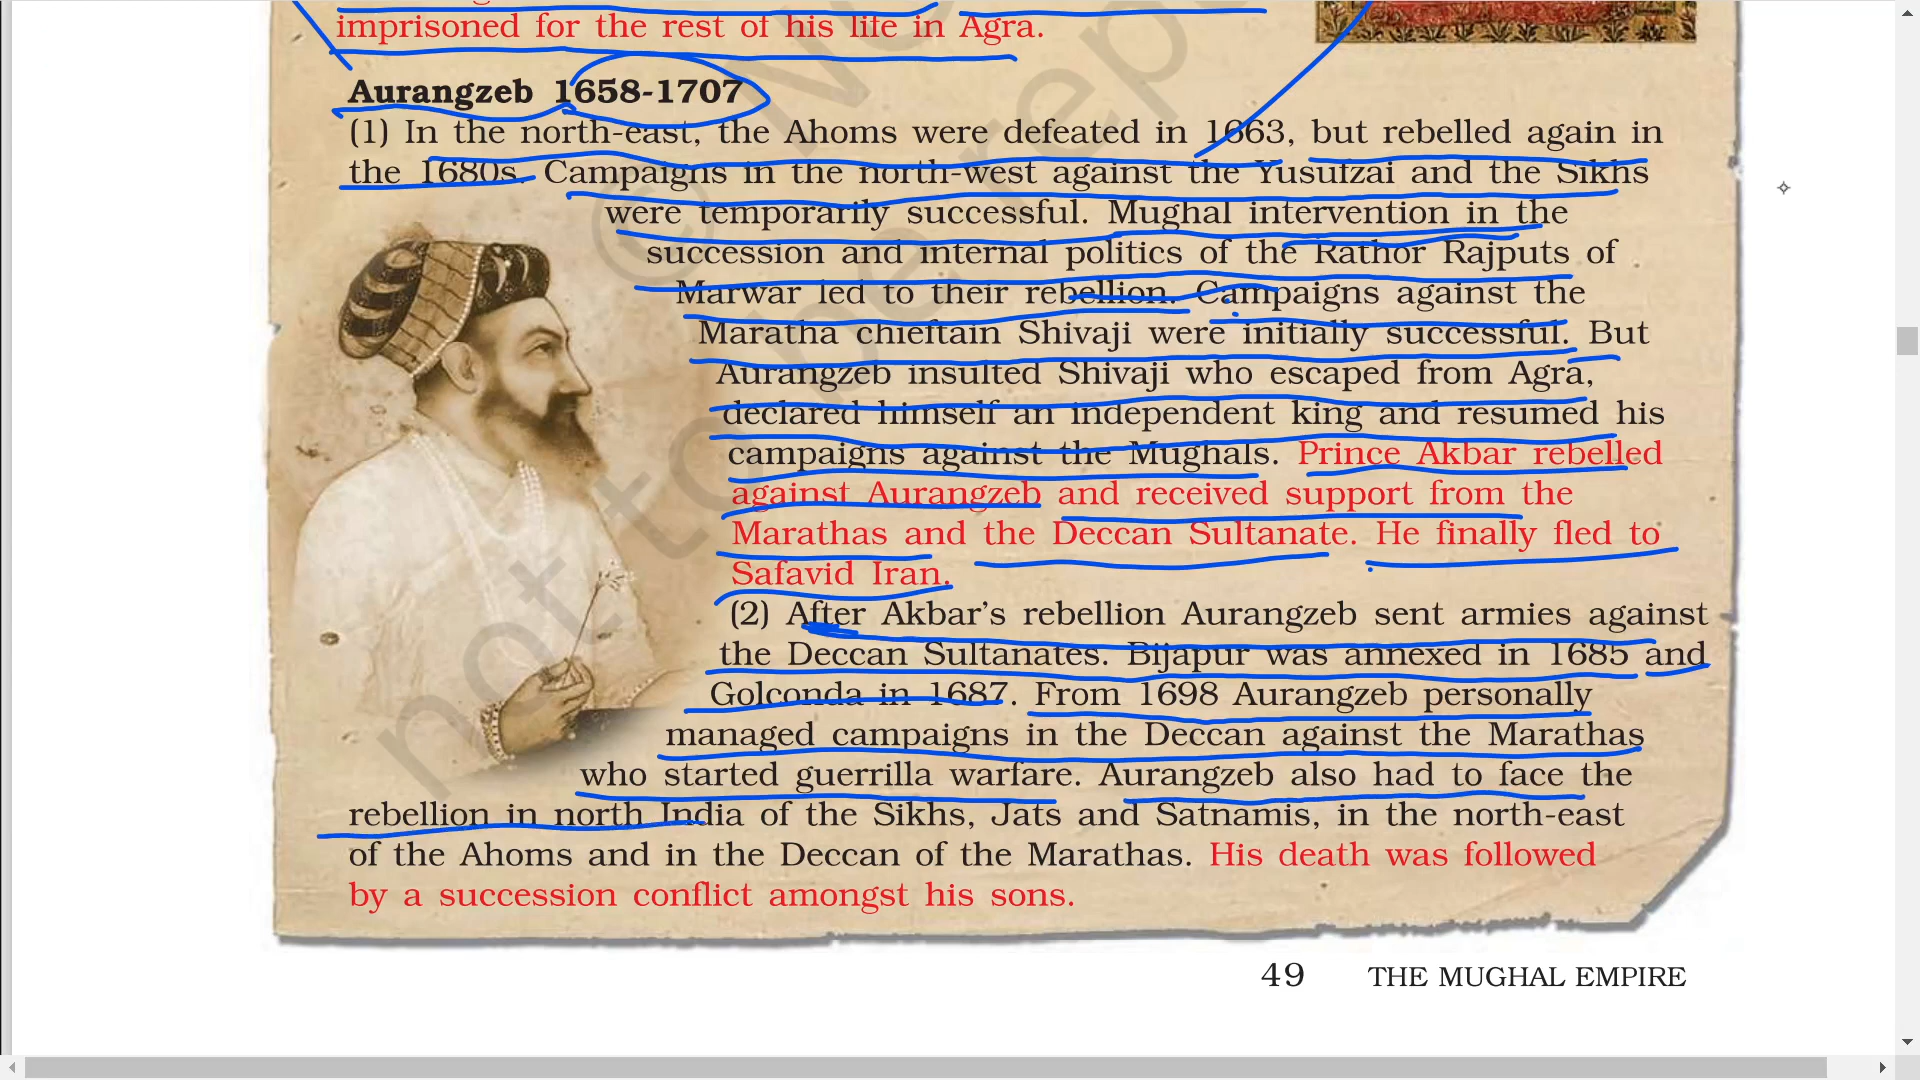 imprisoned for the rest of his life in Agra.
Aurangzeb 1658-1707
(1) In the north-east, the Ahoms were defeated in 1663, but rebelled again in
the 1680s. Campaigns in the north-west against the Yusufzai and the Sikhs
were temporarily successful. Mughal intervention in the
succession and internal politics of the Rathor Rajputs of
Marwar led to their rebellion. Campaigns against the
Maratha chieftain Shivaji were initially successful. But
Aurangzeb insulted Shivaji who escaped from Agra,
declared himself an independent king and resumed his
campaigns against the Mughals. Prince Akbar rebelled
against Aurangzeb and received support from the
Marathas and the Deccan Sultanate. He finally fled to
Safavid Iran.
(2) After Akbar's rebellion Aurangzeb sent armies against
the Deccan Sultanates. Bijapur was annexed in 1685 and
Golconda in 1687. From 1698 Aurangzeb personally
managed campaigns in the Deccan against the Marathas
who started guerrilla warfare. Aurangzeb also had to face the
rebellion in north India of the Sikhs, Jats and Satnamis, in the north-east
of the Ahoms and in the Deccan of the Marathas. His death was followed
by a succession conflict amongst his sons.
49 THE MUGHAL EMPIRE
not to be rep
©